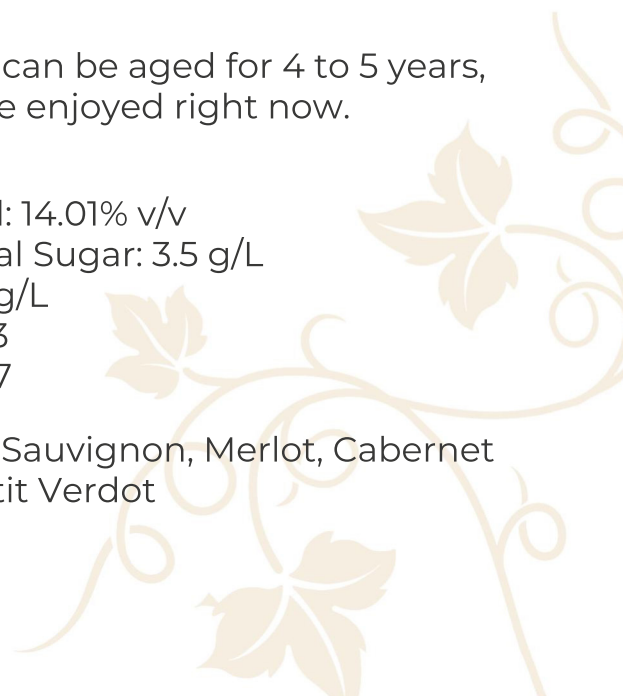 can be aged for 4 to 5 years,
e enjoyed right now.
l: 14.01% v/v
al Sugar: 3.5 g/L
g/L
3
7
Sauvignon, Merlot, Cabernet
tit Verdot